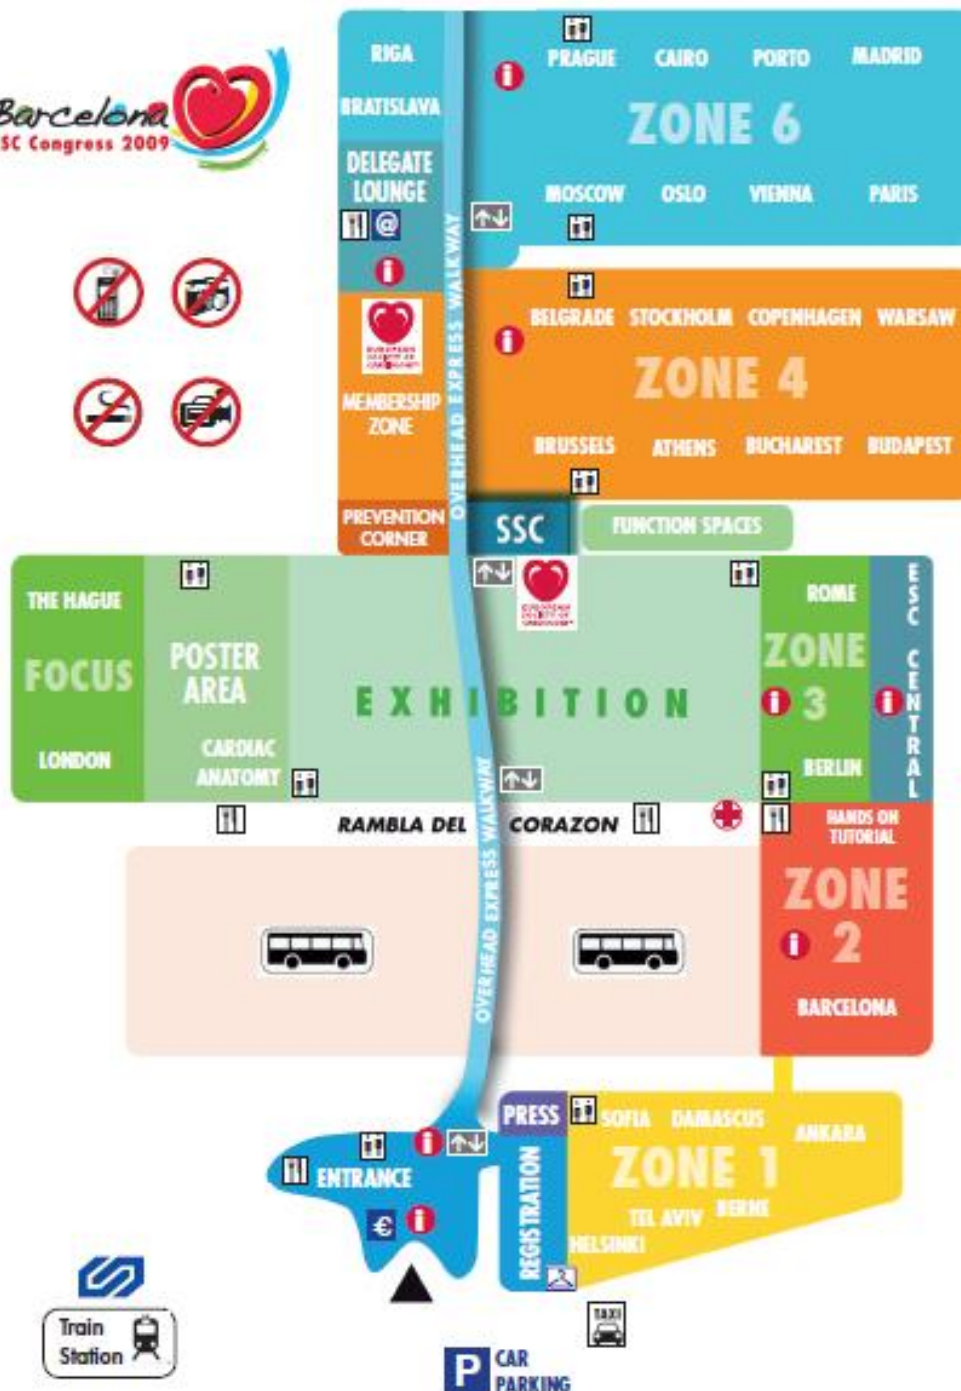 Barcelona
SC Congress 2009
RIGA
BRATISLAVA
DELEGATE
LOUNGE
@
i
OVERHEAD EXPRESS WALKWAY
i
PRAGUE CAIRO PORTO MADRID
ZONE 6
MOSCOW OSLO VIENNA PARIS
MEMBERSHIP
ZONE
i
BELGRADE STOCKHOLM COPENHAGEN WARSAW
ZONE 4
BRUSSELS ATHENS BUCHAREST BUDAPEST
PREVENTION
CORNER
SSC
FUNCTION SPACES
THE HAGUE
FOCUS
LONDON
POSTER
AREA
CARDIAC
ANATOMY
EXHIBITION
ROME
ZONE
i 3
BERLIN
ESC CENTRAL
i
RAMBLA DEL CORAZON
OVERHEAD EXPRESS WALKWAY
HANDS ON
TUTORIAL
ZONE
i 2
BARCELONA
PRESS
SOFIA DAMASCUS
ANKARA
ZONE 1
TEL AVIV BERNE
HELSINKI
REGISTRATION
i
ENTRANCE
€ i
TAXI
Train
Station
P CAR
PARKING